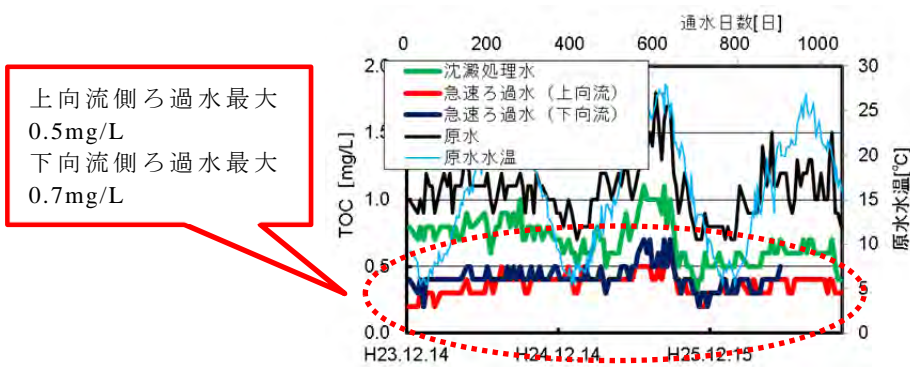 上向流側ろ過水最大
0.5mg/L
下向流側ろ過水最大
0.7mg/L
通水日数[日]
0 200 400 600 800 1000
沈澱処理水
急速ろ過水（上向流）
急速ろ過水（下向流）
原水
原水水温
TOC [mg/L]
2.0
1.5
1.0
0.5
0.0
30
25
20
15
10
5
0
原水水温[℃]
H23.12.14 H24.12.14 H25.12.15